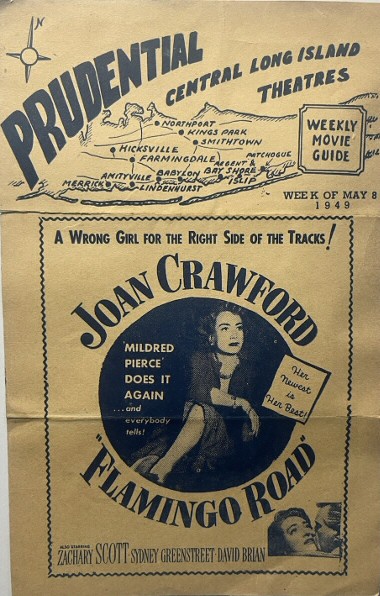 PRUDENTIAL
CENTRAL LONG ISLAND
THEATRES
NORTHPORT
KINGS PARK
SMITHTOWN
HICKSVILLE
FARMINGDALE
PATCHOGUE
REGENT &
BAY SHORE
AMITYVILLE
BABYLON
ISLIP
MERRICK
LINDENHURST
WEEKLY
MOVIE
GUIDE
WEEK OF MAY 8
1949
A WRONG GIRL FOR THE RIGHT SIDE OF THE TRACKS!
JOAN CRAWFORD
'MILDRED
PIERCE'
DOES IT
AGAIN
...and
everybody
tells!
Her
Newest
is
Her Best!
"FLAMINGO ROAD"
ALSO STARRING
ZACHARY SCOTT · SYDNEY GREENSTREET · DAVID BRIAN